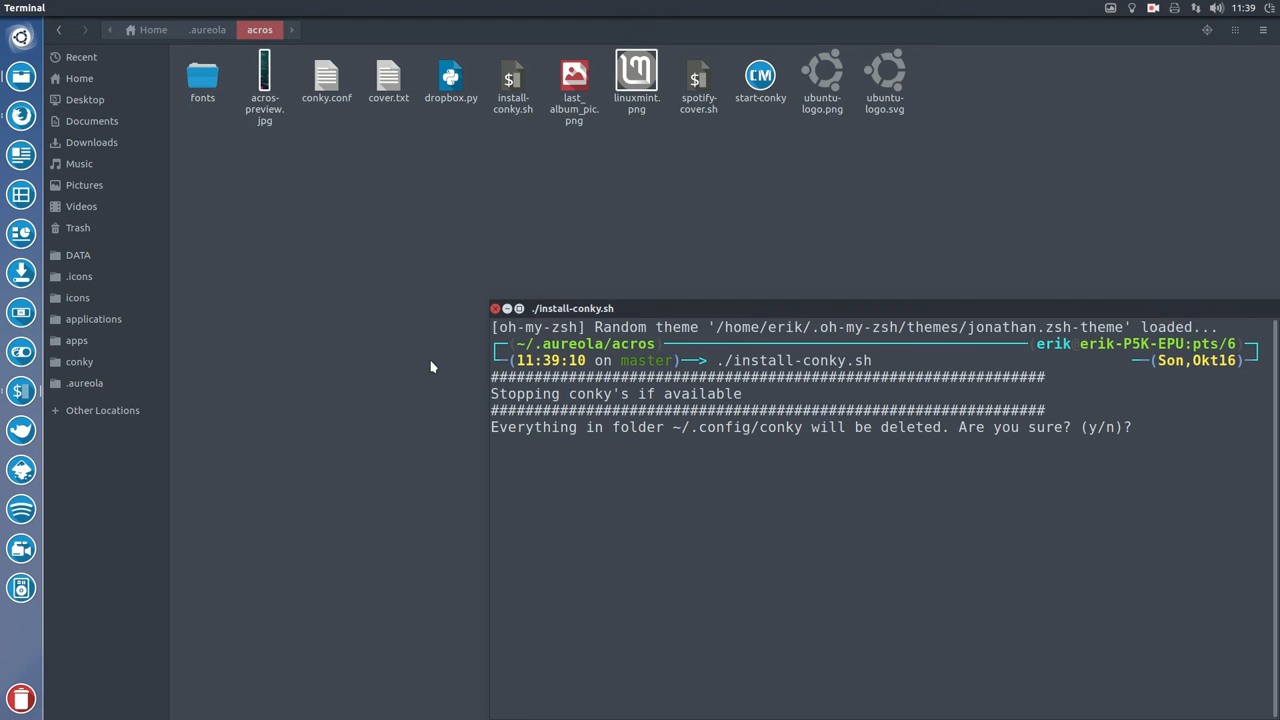 Terminal
11:39
Home
.aureola
acros
Recent
Home
Desktop
Documents
Downloads
Music
Pictures
Videos
Trash
DATA
.icons
icons
applications
apps
conky
.aureola
+ Other Locations
fonts
acros-
preview.
jpg
conky.conf
cover.txt
dropbox.py
install-
conky.sh
last_
album_pic.
png
linuxmint.
png
spotify-
cover.sh
start-conky
ubuntu-
logo.png
ubuntu-
logo.svg
./install-conky.sh
[oh-my-zsh] Random theme '/home/erik/.oh-my-zsh/themes/jonathan.zsh-theme' loaded...
(~/.aureola/acros) (erik@erik-P5K-EPU:pts/6)
(11:39:10 on master)──> ./install-conky.sh ──(Son,Okt16)
################################################################
Stopping conky's if available
################################################################
Everything in folder ~/.config/conky will be deleted. Are you sure? (y/n)?